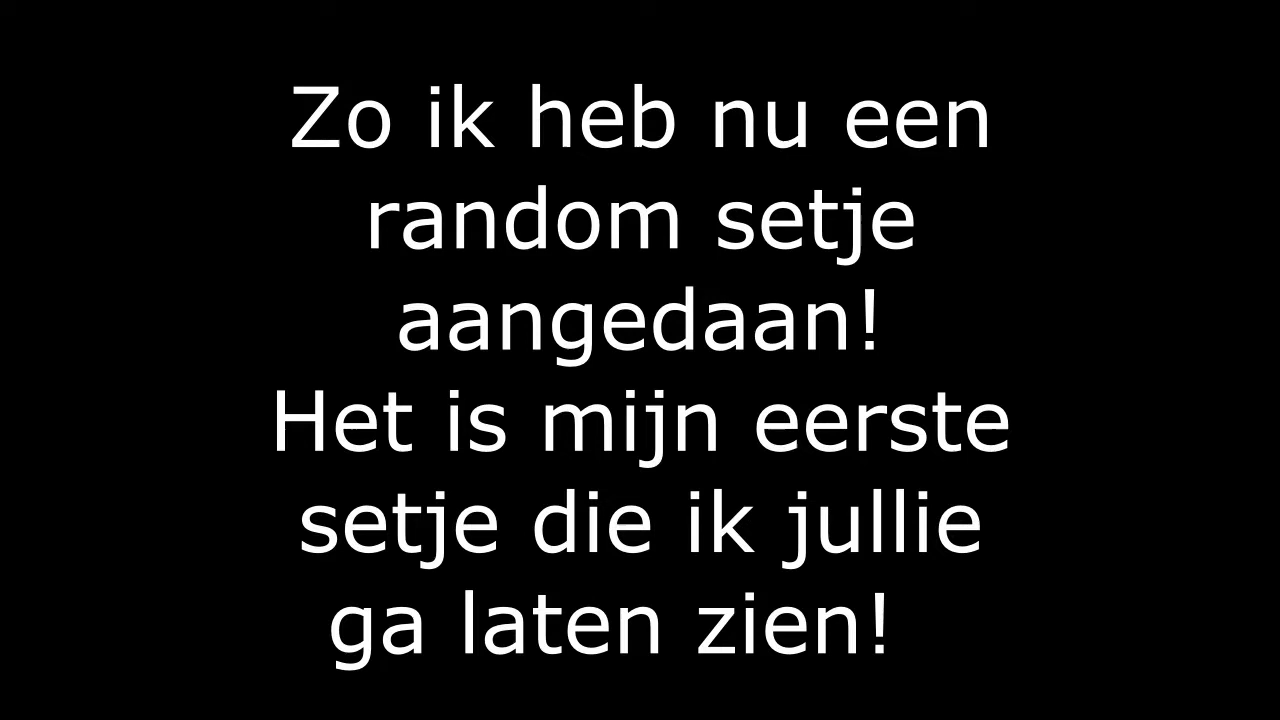 Zo ik heb nu een
random setje
aangedaan!
Het is mijn eerste
setje die ik jullie
ga laten zien!